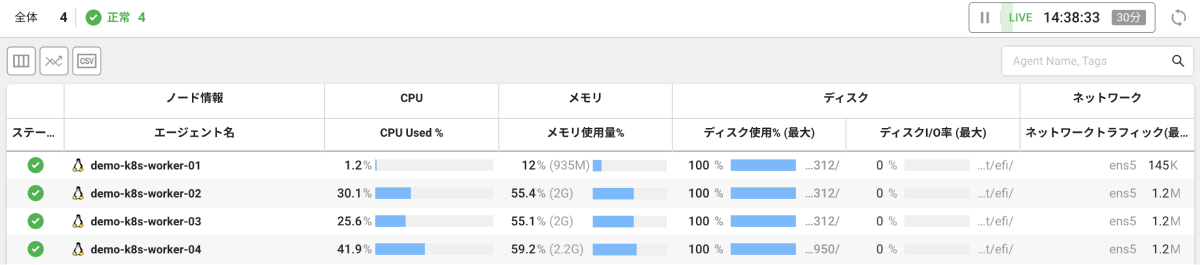 全体 4 正常 4 LIVE 14:38:33 30分
CSV Agent Name, Tags
ノード情報 CPU メモリ ディスク ネットワーク
ステー... エージェント名 CPU Used % メモリ使用量% ディスク使用% (最大) ディスクI/O率 (最大) ネットワークトラフィック(最...
demo-k8s-worker-01 1.2% 12% (935M) 100 % ...312/ 0 % ...t/efi/ ens5 145K
demo-k8s-worker-02 30.1% 55.4% (2G) 100 % ...312/ 0 % ...t/efi/ ens5 1.2M
demo-k8s-worker-03 25.6% 55.1% (2G) 100 % ...312/ 0 % ...t/efi/ ens5 1.2M
demo-k8s-worker-04 41.9% 59.2% (2.2G) 100 % ...950/ 0 % ...t/efi/ ens5 1.2M